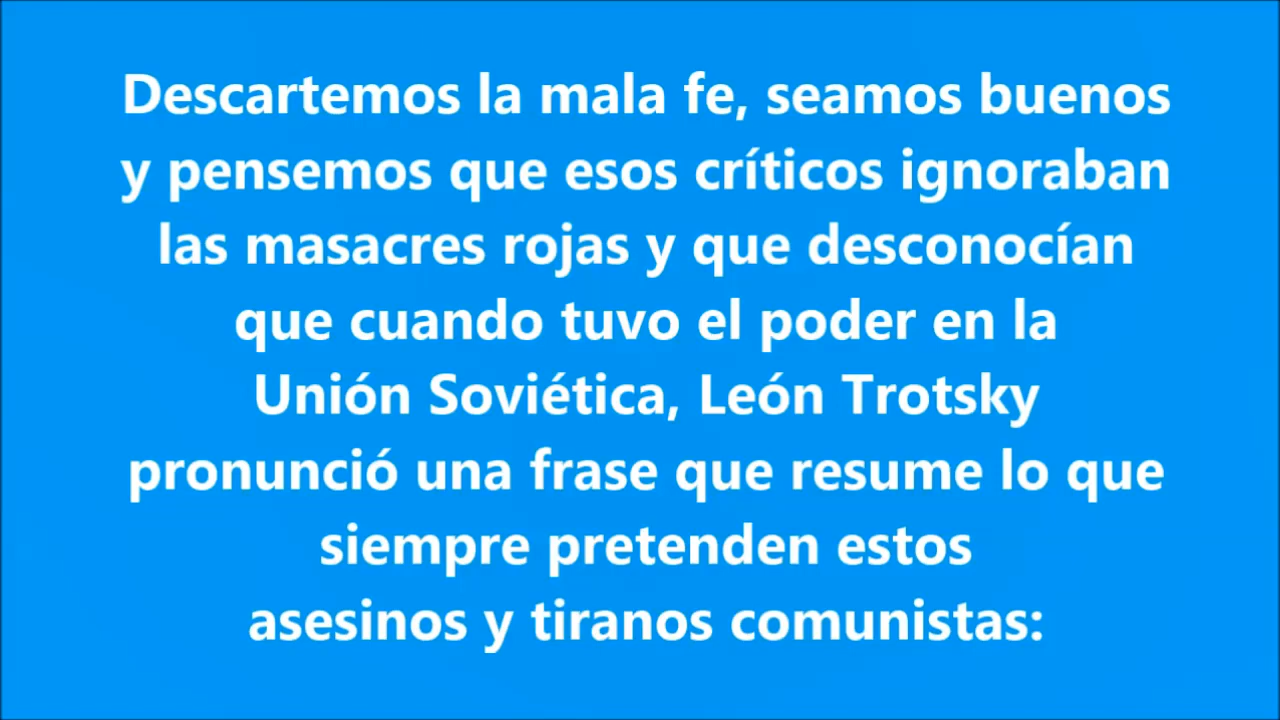 Descartemos la mala fe, seamos buenos
y pensemos que esos críticos ignoraban
las masacres rojas y que desconocían
que cuando tuvo el poder en la
Unión Soviética, León Trotsky
pronunció una frase que resume lo que
siempre pretenden estos
asesinos y tiranos comunistas: